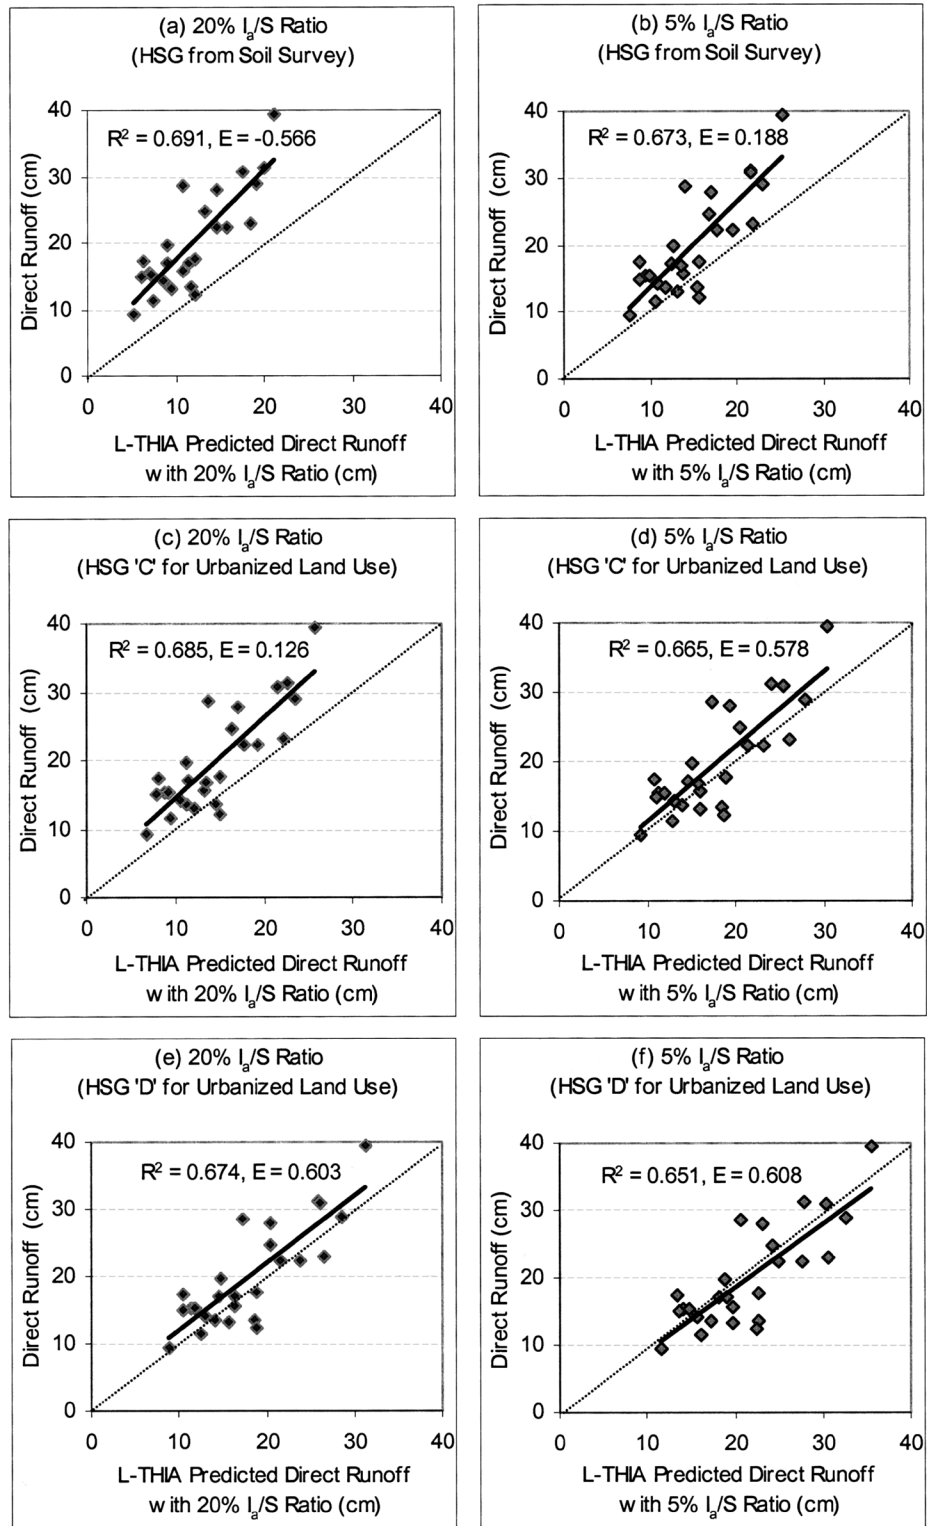 (a) 20% Iₐ/S Ratio
(HSG from Soil Survey)
R² = 0.691, E = -0.566
Direct Runoff (cm)
40
30
20
10
0
0 10 20 30 40
L-THIA Predicted Direct Runoff
with 20% Iₐ/S Ratio (cm)
(b) 5% Iₐ/S Ratio
(HSG from Soil Survey)
R² = 0.673, E = 0.188
Direct Runoff (cm)
40
30
20
10
0
0 10 20 30 40
L-THIA Predicted Direct Runoff
with 5% Iₐ/S Ratio (cm)
(c) 20% Iₐ/S Ratio
(HSG 'C' for Urbanized Land Use)
R² = 0.685, E = 0.126
Direct Runoff (cm)
40
30
20
10
0
0 10 20 30 40
L-THIA Predicted Direct Runoff
with 20% Iₐ/S Ratio (cm)
(d) 5% Iₐ/S Ratio
(HSG 'C' for Urbanized Land Use)
R² = 0.665, E = 0.578
Direct Runoff (cm)
40
30
20
10
0
0 10 20 30 40
L-THIA Predicted Direct Runoff
with 5% Iₐ/S Ratio (cm)
(e) 20% Iₐ/S Ratio
(HSG 'D' for Urbanized Land Use)
R² = 0.674, E = 0.603
Direct Runoff (cm)
40
30
20
10
0
0 10 20 30 40
L-THIA Predicted Direct Runoff
with 20% Iₐ/S Ratio (cm)
(f) 5% Iₐ/S Ratio
(HSG 'D' for Urbanized Land Use)
R² = 0.651, E = 0.608
Direct Runoff (cm)
40
30
20
10
0
0 10 20 30 40
L-THIA Predicted Direct Runoff
with 5% Iₐ/S Ratio (cm)